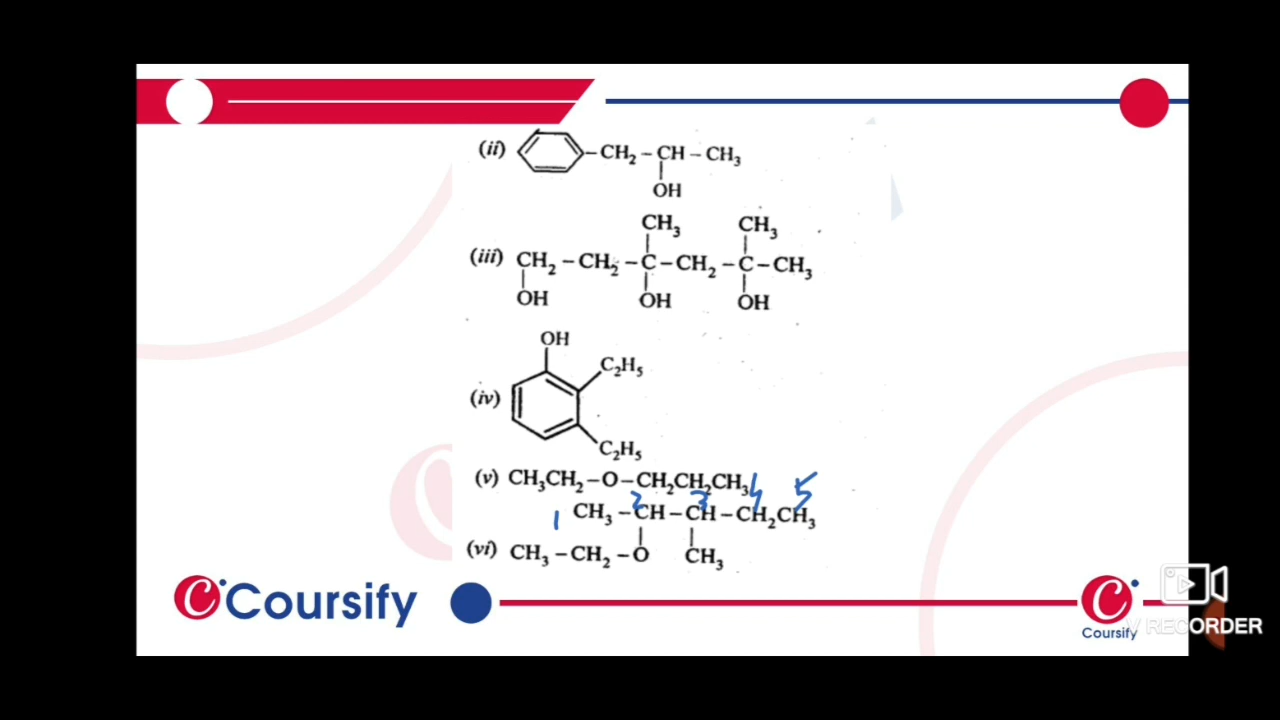 (ii) –CH₂–CH–CH₃
OH
CH₃ CH₃
(iii) CH₂–CH₂–C–CH₂–C–CH₃
OH OH OH
OH
C₂H₅
(iv)
C₂H₅
(v) CH₃CH₂–O–CH₂CH₂CH₃
1 2 3 4 5
CH₃–CH–CH–CH₂CH₃
(vi) CH₃–CH₂–O CH₃
Coursify
Coursify
V RECORDER